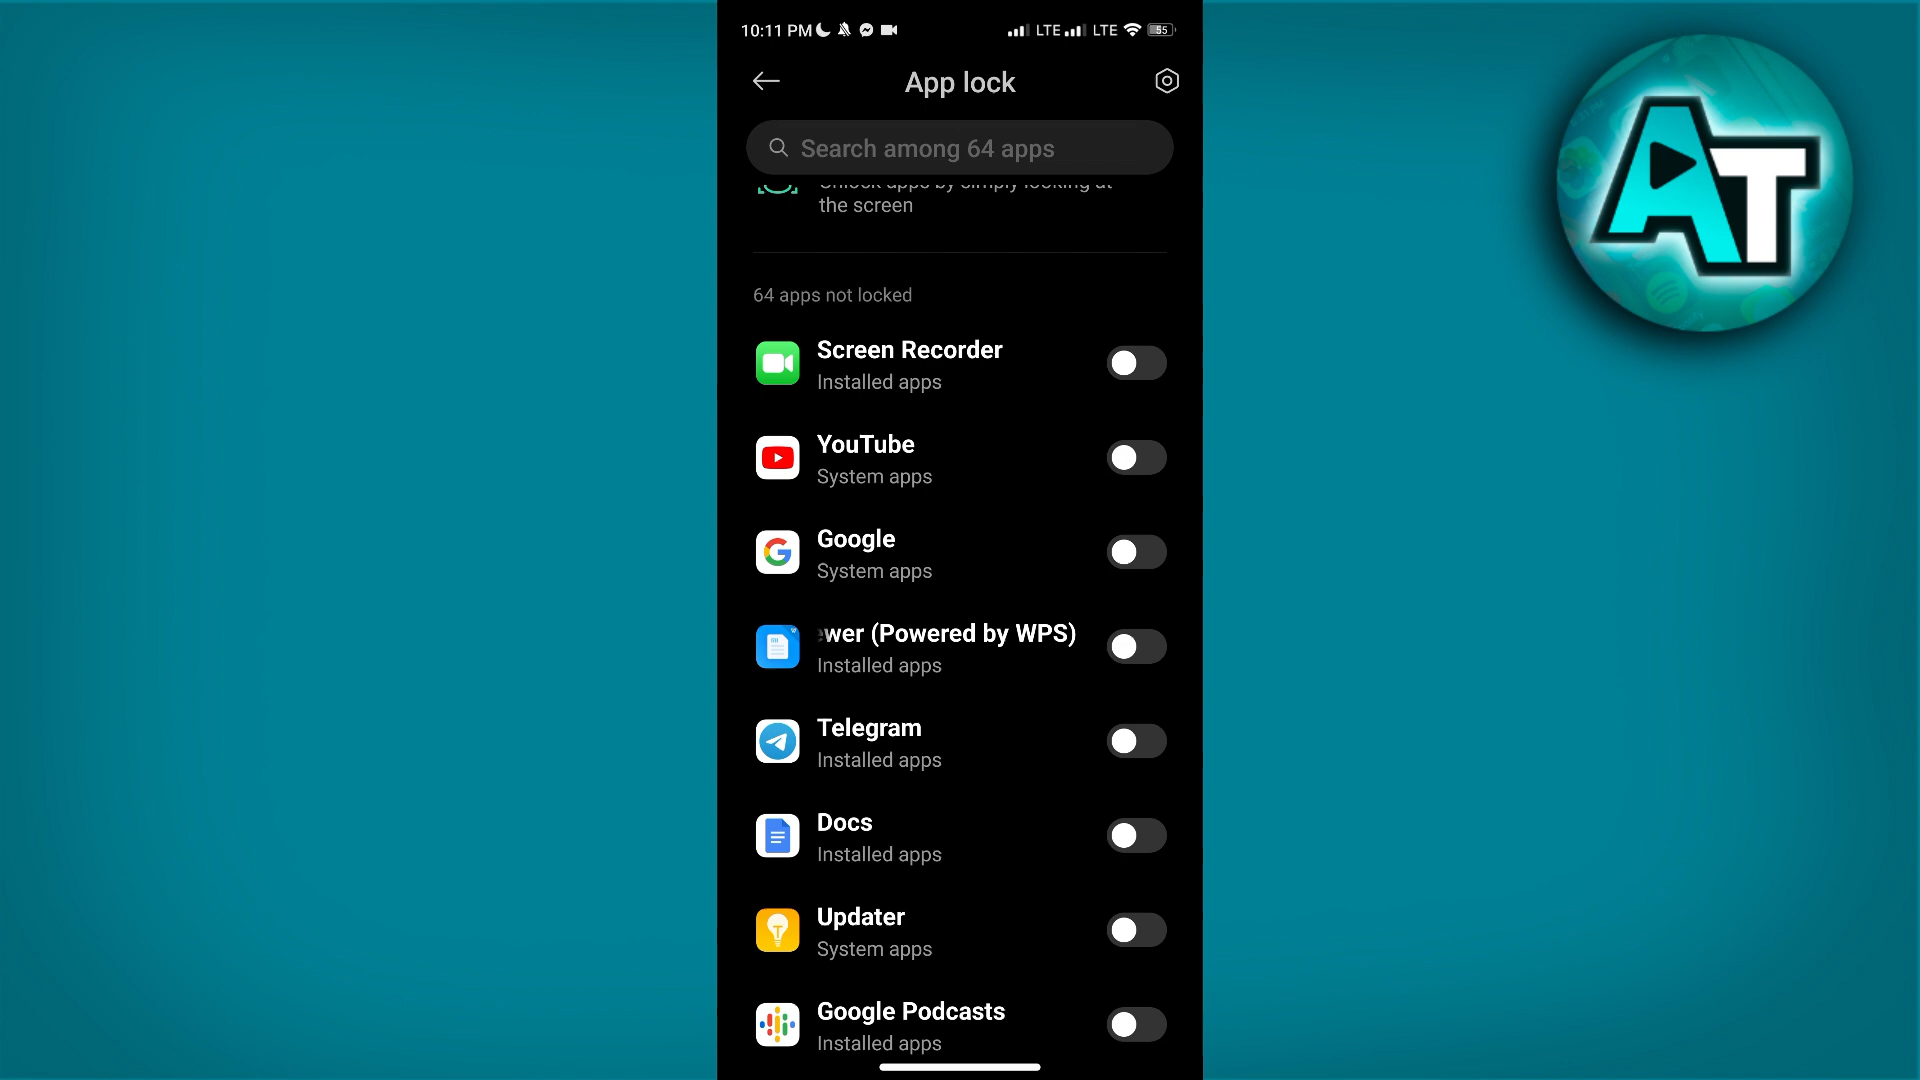 10:11 PM LTE LTE 55
App lock
Search among 64 apps
Unlock apps by simply looking at
the screen
64 apps not locked
Screen Recorder
Installed apps
YouTube
System apps
Google
System apps
wer (Powered by WPS)
Installed apps
Telegram
Installed apps
Docs
Installed apps
Updater
System apps
Google Podcasts
Installed apps
AT